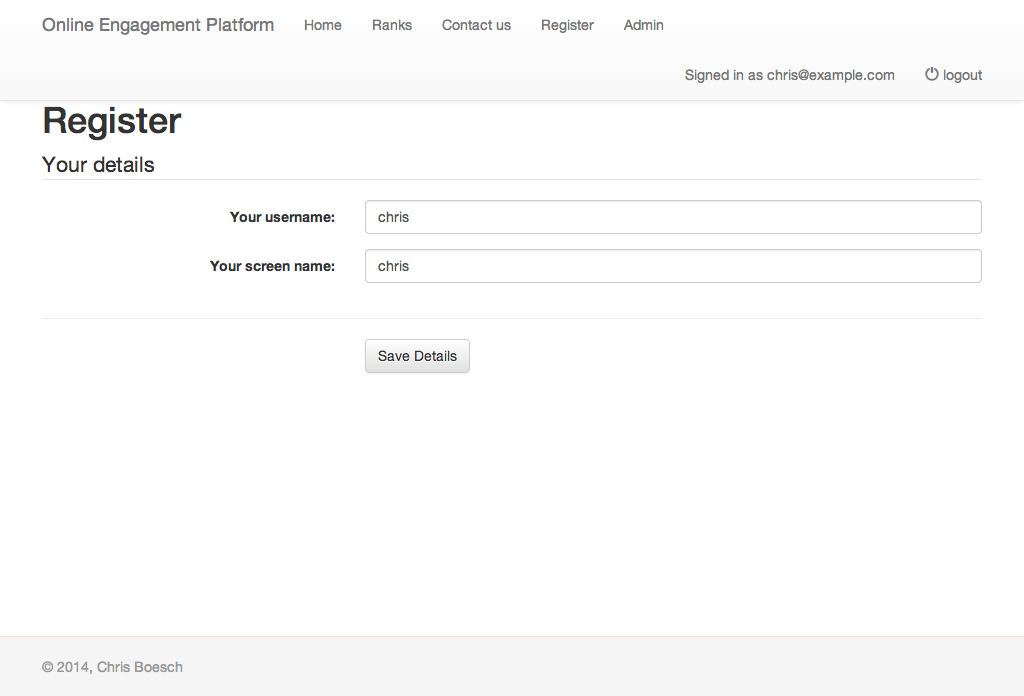 Online Engagement Platform Home Ranks Contact us Register Admin
Signed in as chris@example.com logout
Register
Your details
Your username: chris
Your screen name: chris
Save Details
© 2014, Chris Boesch